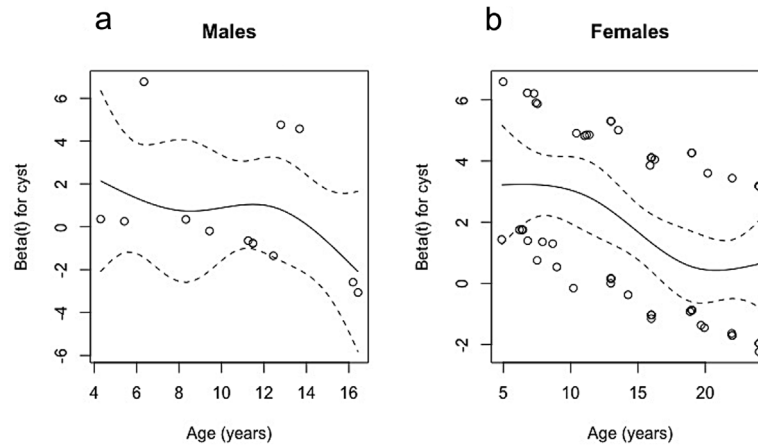 a
Males
Beta(t) for cyst
6
4
2
0
-2
-4
-6
4 6 8 10 12 14 16
Age (years)
b
Females
Beta(t) for cyst
6
4
2
0
-2
5 10 15 20
Age (years)